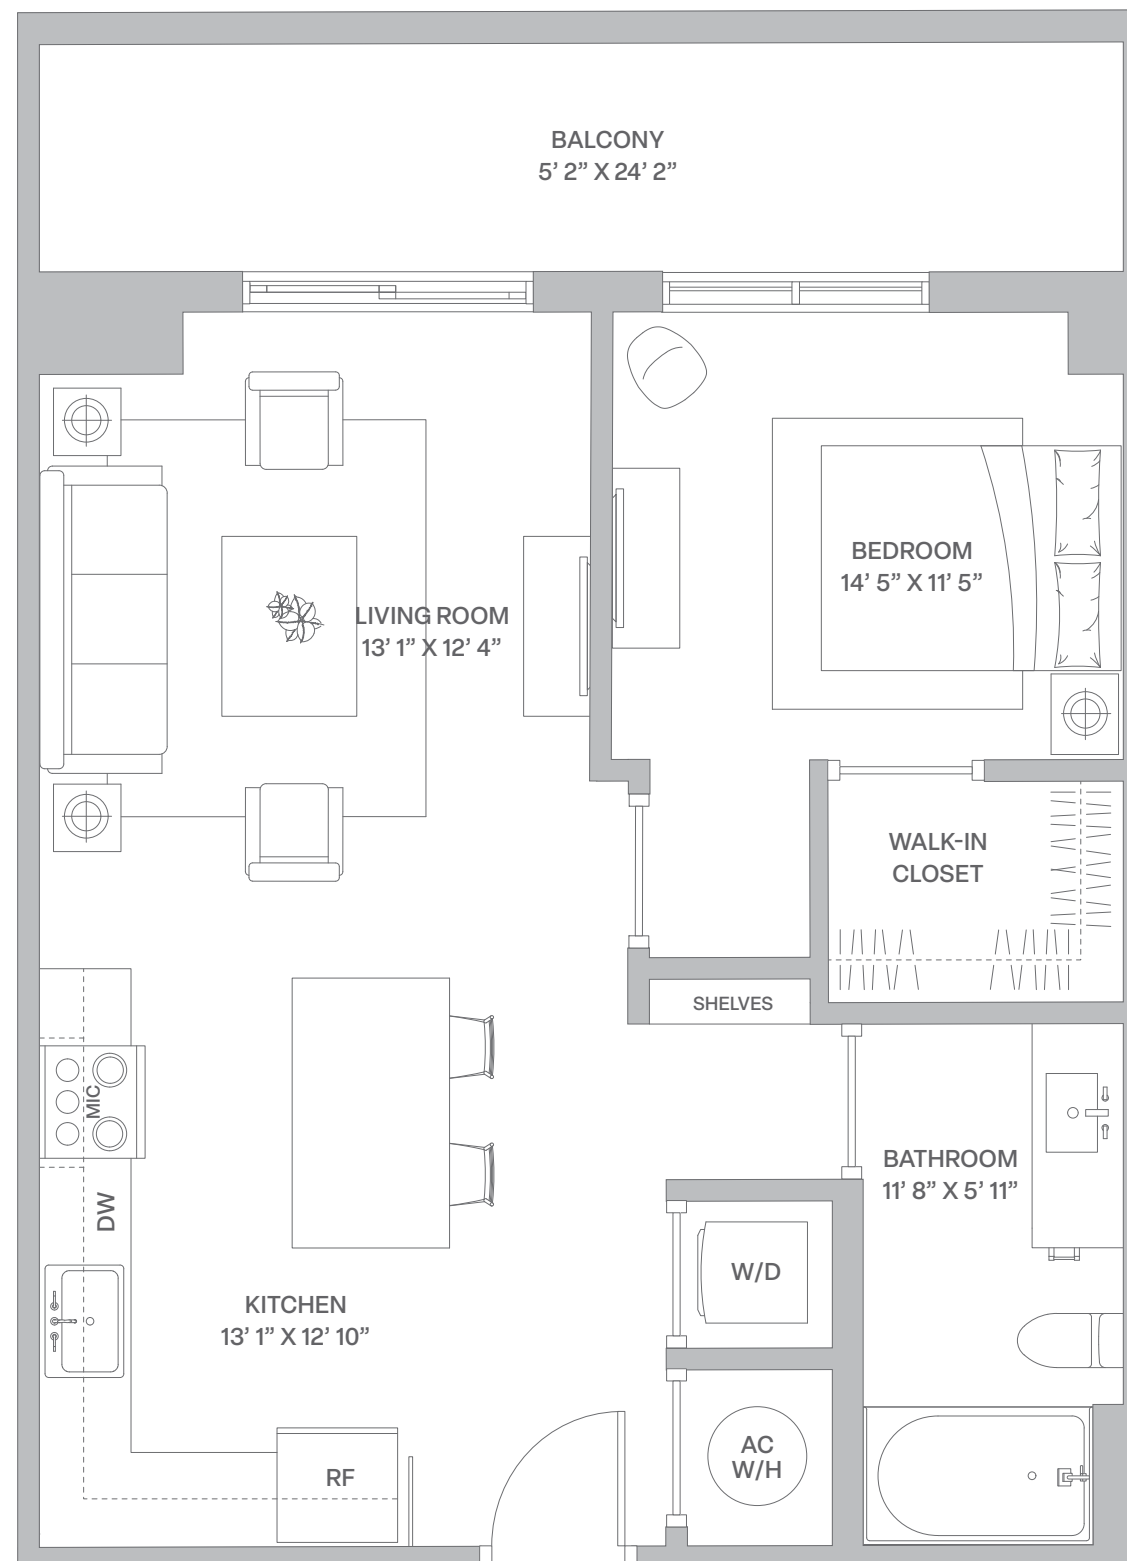 BALCONY
5’ 2” X 24’ 2”
BEDROOM
14’ 5” X 11’ 5”
LIVING ROOM
13’ 1” X 12’ 4”
WALK-IN
CLOSET
SHELVES
MIC
BATHROOM
11’ 8” X 5’ 11”
DW
W/D
KITCHEN
13’ 1” X 12’ 10”
AC
W/H
RF